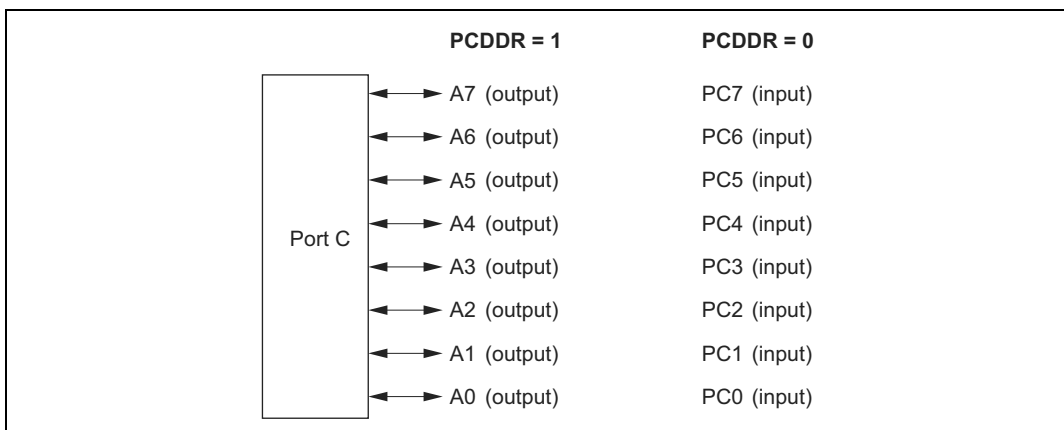 PCDDR = 1 PCDDR = 0
A7 (output) PC7 (input)
A6 (output) PC6 (input)
A5 (output) PC5 (input)
A4 (output) PC4 (input)
Port C
A3 (output) PC3 (input)
A2 (output) PC2 (input)
A1 (output) PC1 (input)
A0 (output) PC0 (input)